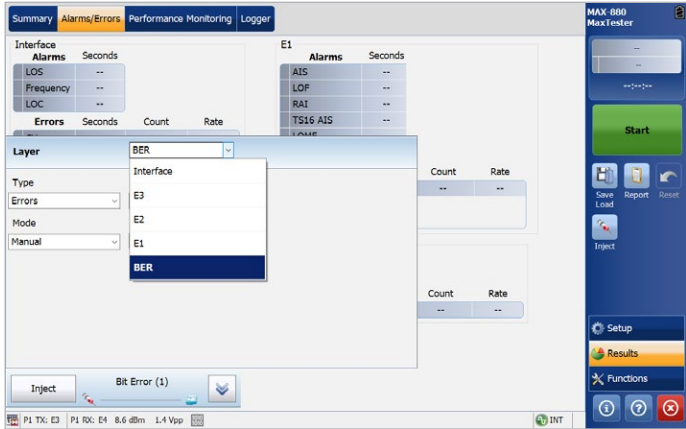 Summary Alarms/Errors Performance Monitoring Logger
MAX-880
MaxTester
Interface
Alarms Seconds
LOS --
Frequency --
LOC --
Errors Seconds Count Rate
E1
Alarms Seconds
AIS --
LOF --
RAI --
TS16 AIS --
LOMF
--
--
--:--:--
Start
Save
Load
Report
Reset
Inject
Layer
BER
Interface
E3
E2
E1
BER
Type
Errors
Mode
Manual
Count Rate
-- --
Count Rate
-- --
Setup
Results
Functions
Inject
Bit Error (1)
P1 TX: E3 P1 RX: E4 8.6 dBm 1.4 Vpp
INT